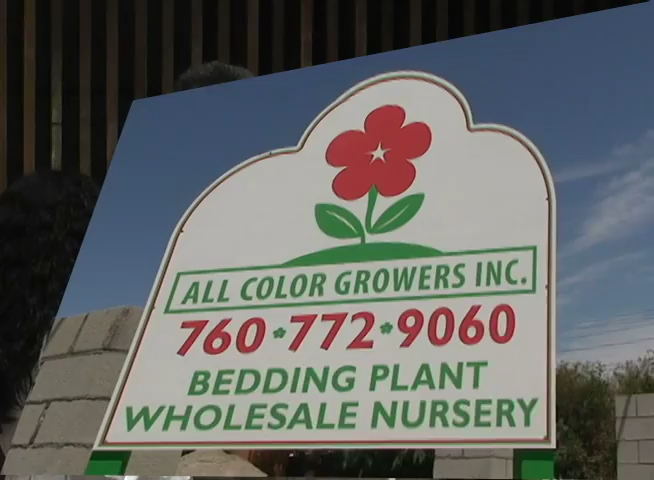 ALL COLOR GROWERS INC.
760 • 772 • 9060
BEDDING PLANT
WHOLESALE NURSERY